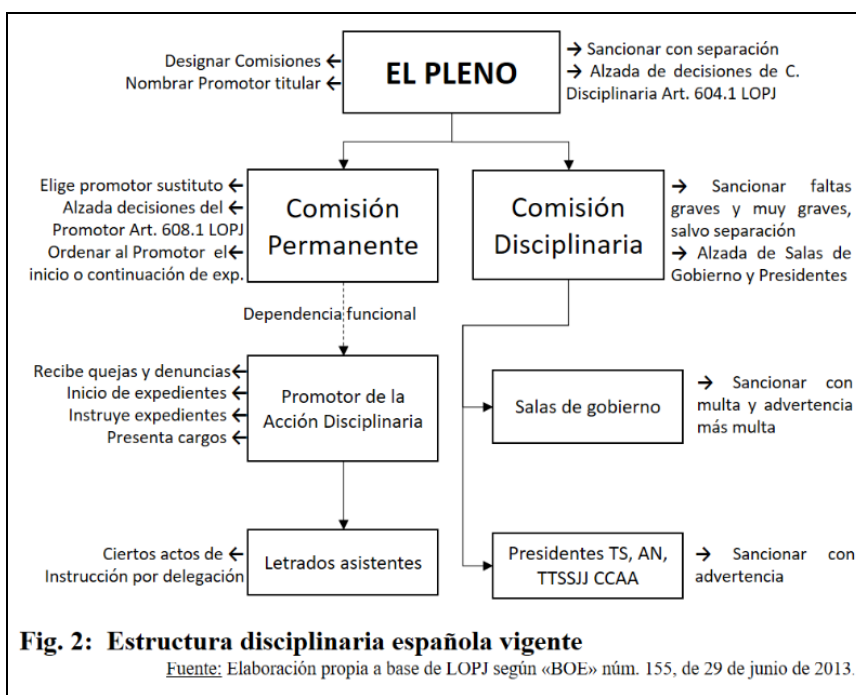 Designar Comisiones ←
Nombrar Promotor titular ←
EL PLENO
→ Sancionar con separación
→ Alzada de decisiones de C.
Disciplinaria Art. 604.1 LOPJ
Elige promotor sustituto ←
Alzada decisiones del ←
Promotor Art. 608.1 LOPJ
Ordenar al Promotor el ←
inicio o continuación de exp.
Comisión
Permanente
Comisión
Disciplinaria
→ Sancionar faltas
graves y muy graves,
salvo separación
→ Alzada de Salas de
Gobierno y Presidentes
Dependencia funcional
Recibe quejas y denuncias ←
Inicio de expedientes ←
Instruye expedientes ←
Presenta cargos ←
Promotor de la
Acción Disciplinaria
Salas de gobierno
→ Sancionar con
multa y advertencia
más multa
Ciertos actos de ←
Instrucción por delegación
Letrados asistentes
Presidentes TS, AN,
TTSSJJ CCAA
→ Sancionar con
advertencia
Fig. 2: Estructura disciplinaria española vigente
Fuente: Elaboración propia a base de LOPJ según «BOE» núm. 155, de 29 de junio de 2013.